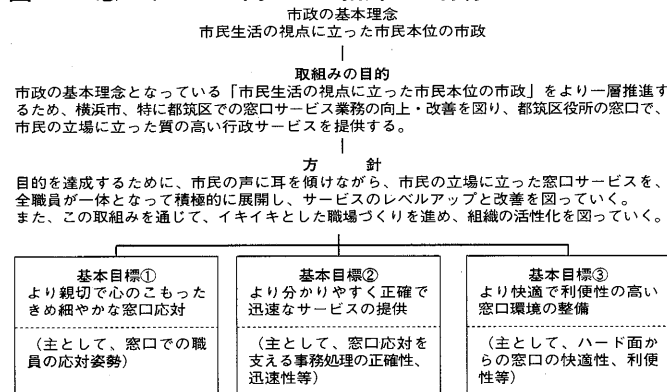 市政の基本理念
市民生活の視点に立った市民本位の市政
取組みの目的
市政の基本理念となっている「市民生活の視点に立った市民本位の市政」をより一層推進す
るため、横浜市、特に都筑区での窓口サービス業務の向上・改善を図り、都筑区役所の窓口で、
市民の立場に立った質の高い行政サービスを提供する。
方　針
目的を達成するために、市民の声に耳を傾けながら、市民の立場に立った窓口サービスを、
全職員が一体となって積極的に展開し、サービスのレベルアップと改善を図っていく。
また、この取組みを通じて、イキイキとした職場づくりを進め、組織の活性化を図っていく。
基本目標①
より親切で心のこもった
きめ細やかな窓口応対
（主として、窓口での職
員の応対姿勢）
基本目標②
より分かりやすく正確で
迅速なサービスの提供
（主として、窓口応対を
支える事務処理の正確性、
迅速性等）
基本目標③
より快適で利便性の高い
窓口環境の整備
（主として、ハード面か
らの窓口の快適性、利便
性等）